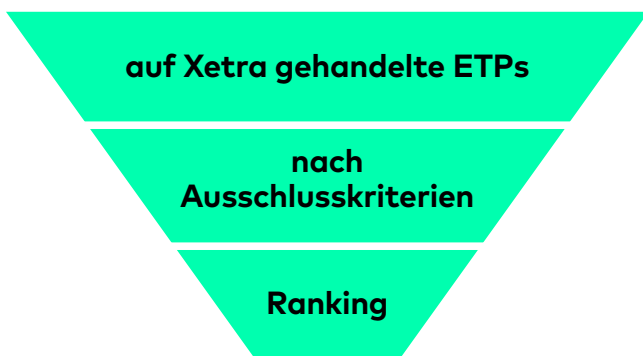 auf Xetra gehandelte ETPs
nach
Ausschlusskriterien
Ranking